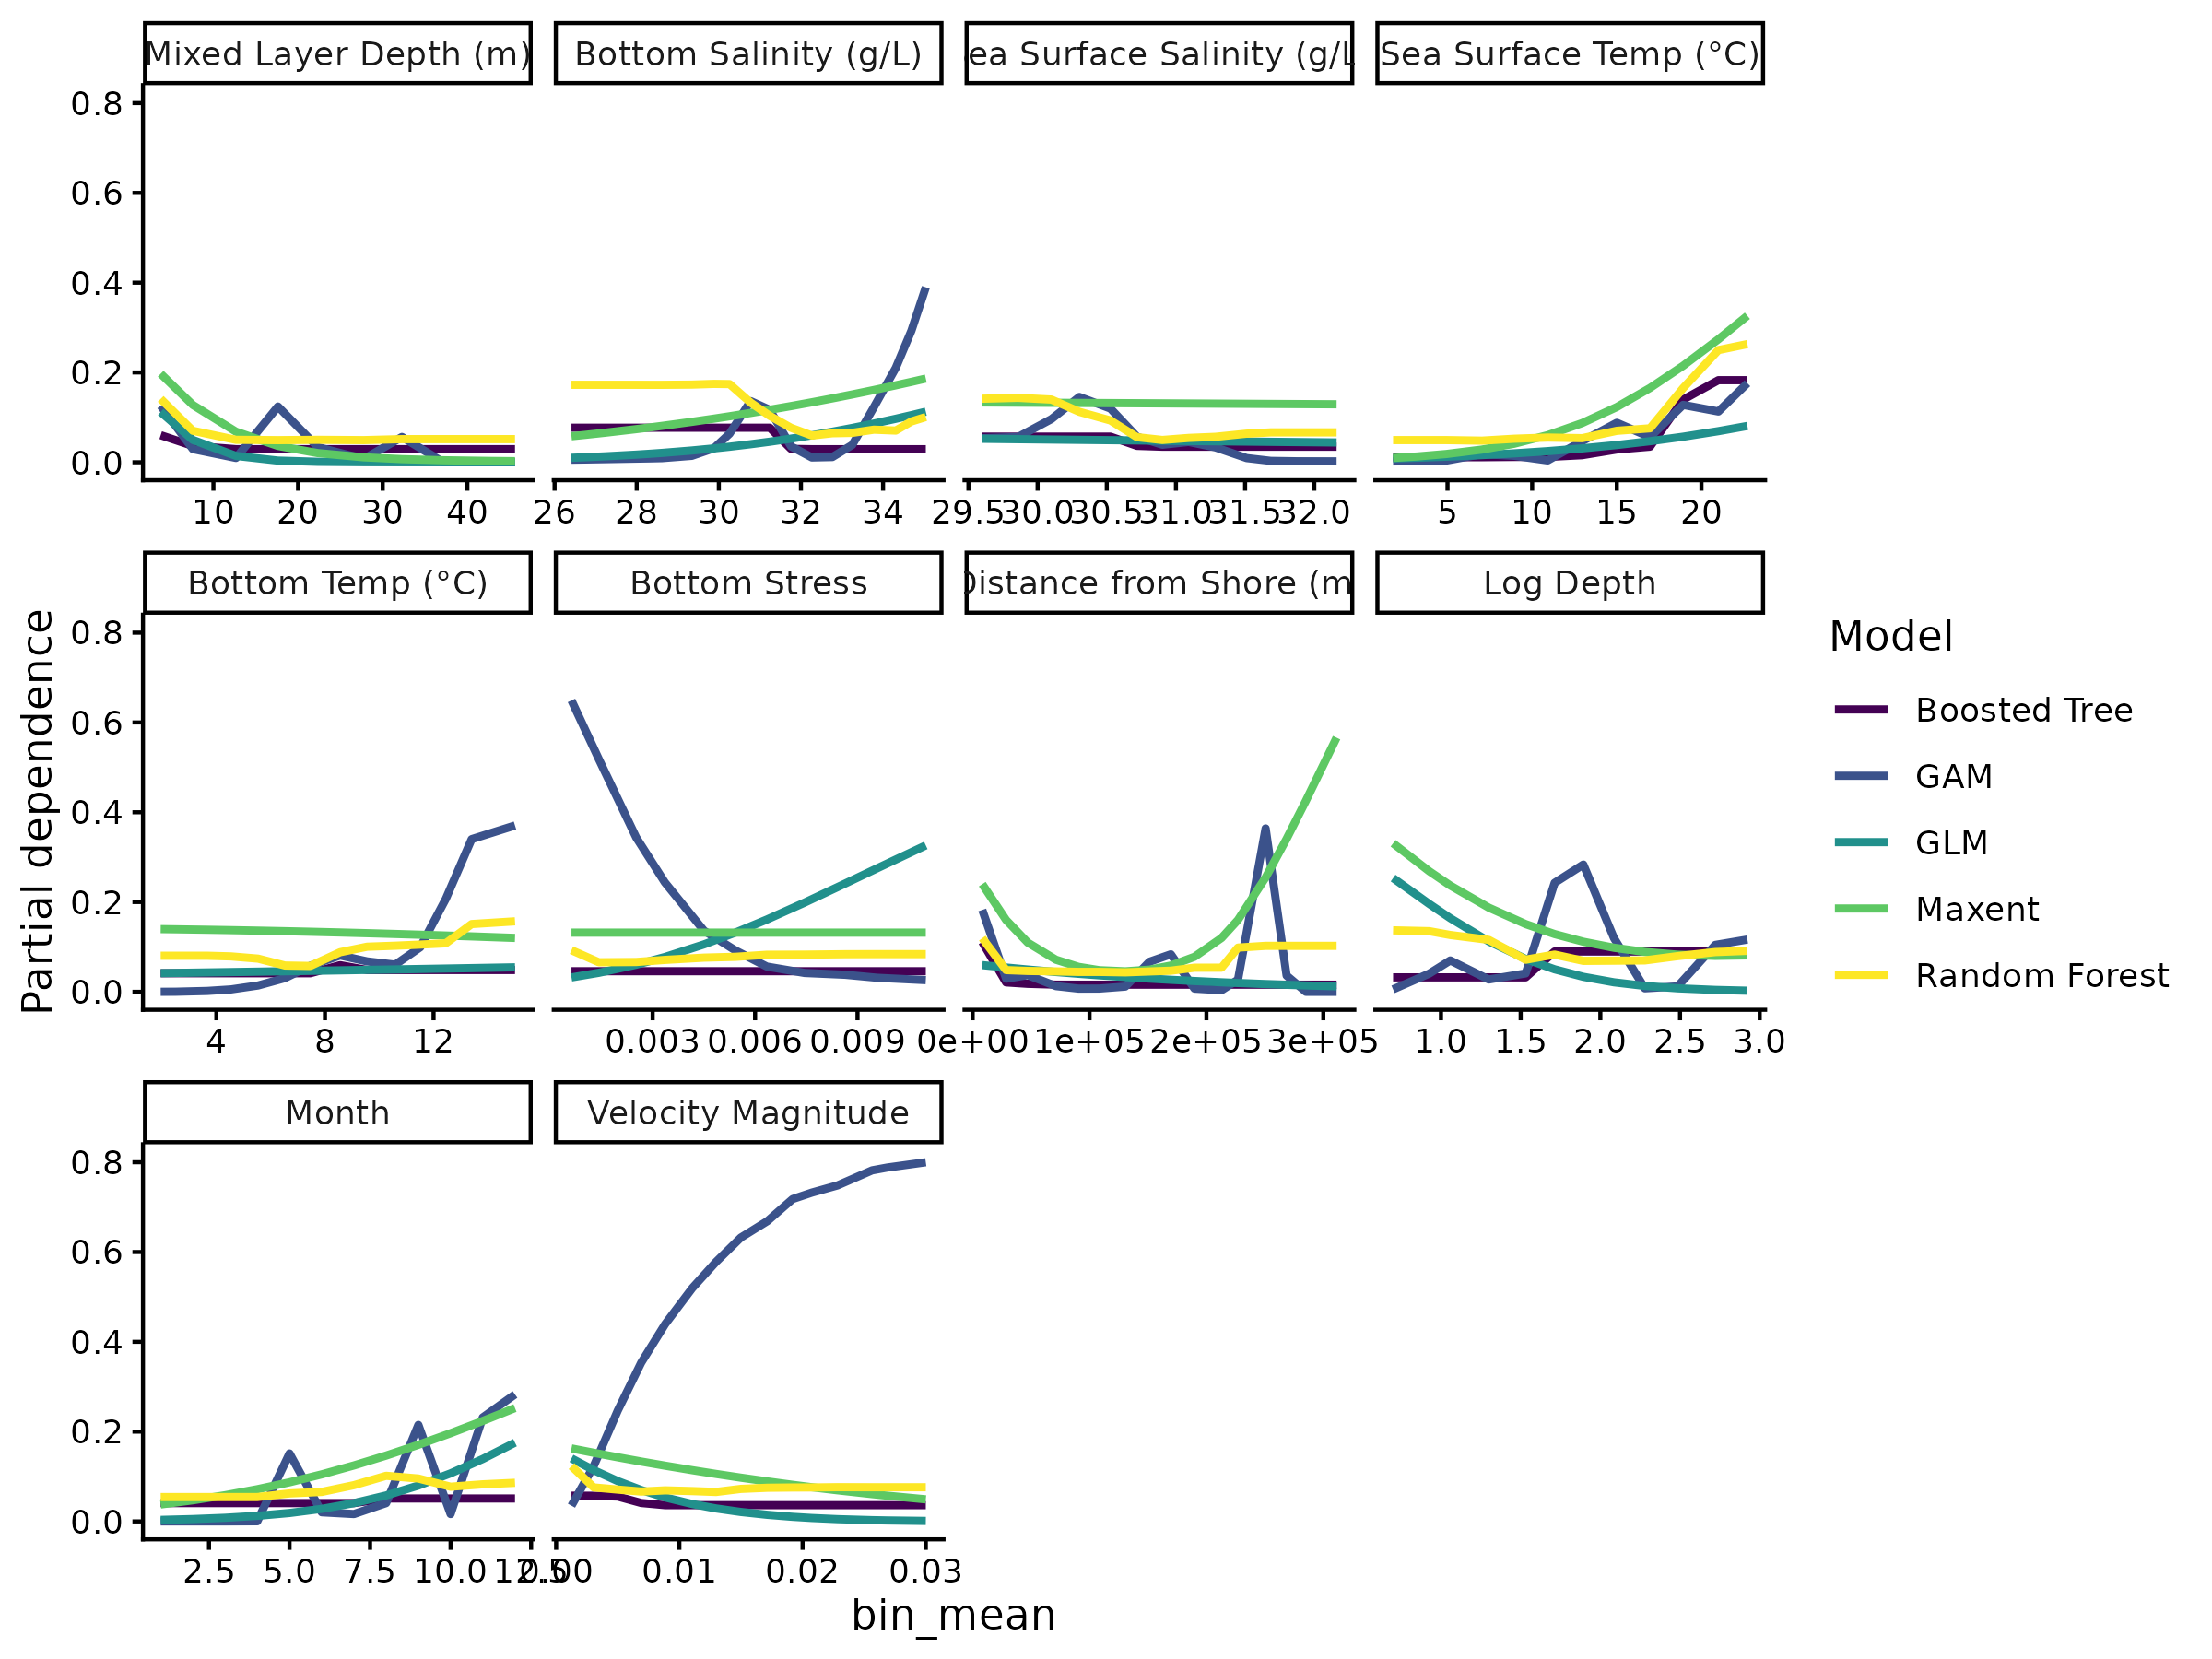 Mixed Layer Depth (m)
Bottom Salinity (g/L)
ea Surface Salinity (g/L
Sea Surface Temp (°C)
0.8
0.6
0.4
0.2
0.0
10 20 30 40
26 28 30 32 34
29.5 30.0 30.5 31.0 31.5 32.0
5 10 15 20
Bottom Temp (°C)
Bottom Stress
Distance from Shore (m
Log Depth
Partial dependence
0.8
0.6
0.4
0.2
0.0
4 8 12
0.003 0.006 0.009
0e+00 1e+05 2e+05 3e+05
1.0 1.5 2.0 2.5 3.0
Model
Boosted Tree
GAM
GLM
Maxent
Random Forest
Month
Velocity Magnitude
0.8
0.6
0.4
0.2
0.0
2.5 5.0 7.5 10.0 12.5
0.00 0.01 0.02 0.03
bin_mean